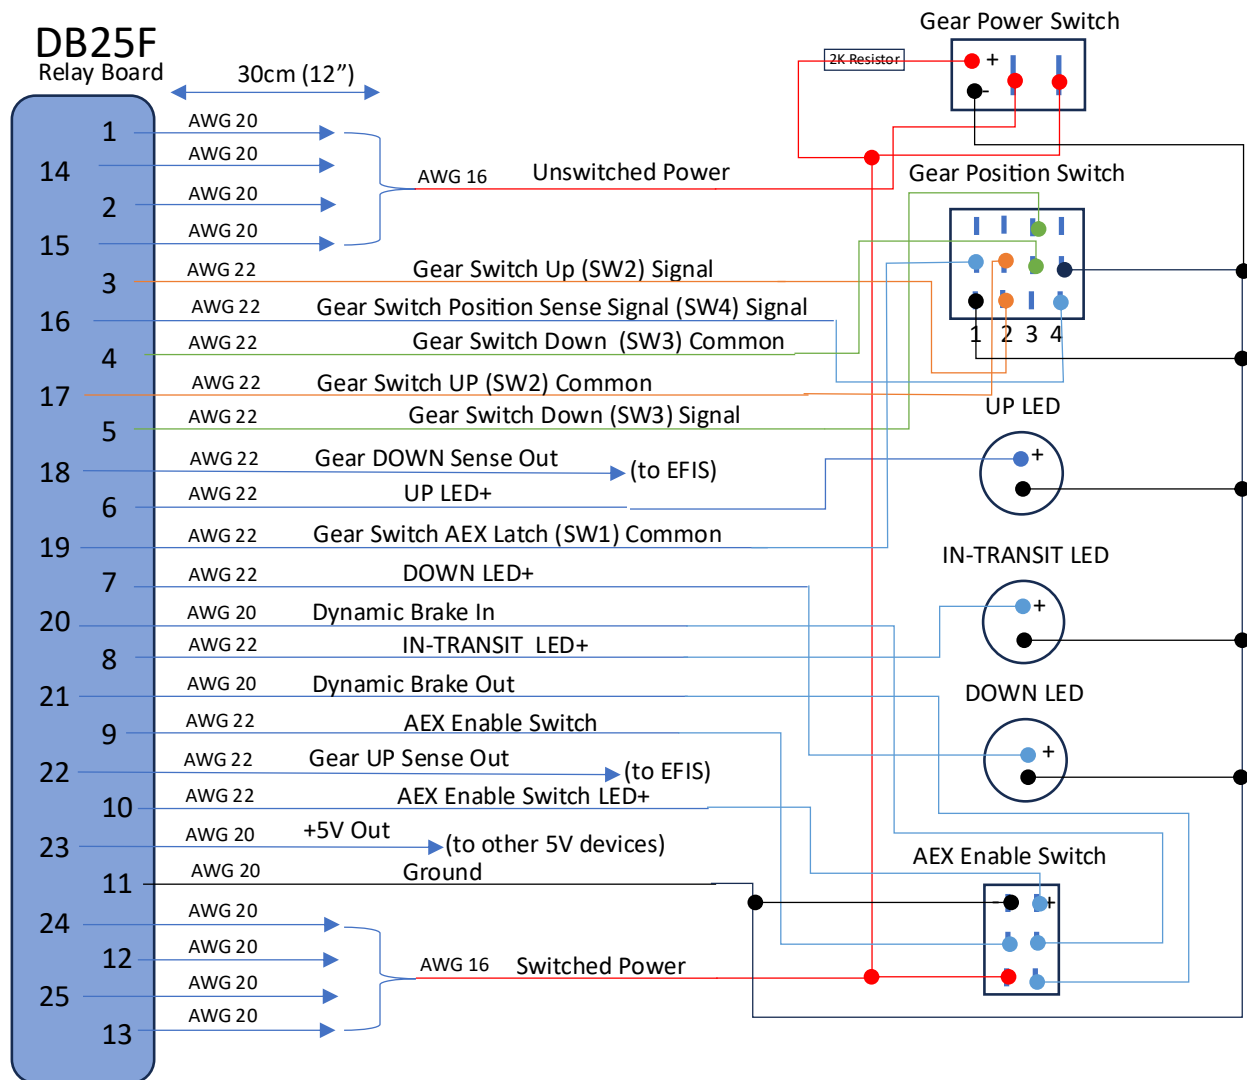 DB25F
Relay Board
30cm (12”)
Gear Power Switch
2K Resistor
+
-
1
AWG 20
14
AWG 20
2
AWG 20
15
AWG 20
AWG 16
Unswitched Power
Gear Position Switch
3
AWG 22
Gear Switch Up (SW2) Signal
16
AWG 22
Gear Switch Position Sense Signal (SW4) Signal
4
AWG 22
Gear Switch Down (SW3) Common
1 2 3 4
17
AWG 22
Gear Switch UP (SW2) Common
5
AWG 22
Gear Switch Down (SW3) Signal
UP LED
+
18
AWG 22
Gear DOWN Sense Out
(to EFIS)
6
AWG 22
UP LED+
19
AWG 22
Gear Switch AEX Latch (SW1) Common
IN-TRANSIT LED
+
7
AWG 22
DOWN LED+
20
AWG 20
Dynamic Brake In
8
AWG 22
IN-TRANSIT LED+
21
AWG 20
Dynamic Brake Out
DOWN LED
+
9
AWG 22
AEX Enable Switch
22
AWG 22
Gear UP Sense Out
(to EFIS)
10
AWG 22
AEX Enable Switch LED+
23
AWG 20
+5V Out
(to other 5V devices)
AEX Enable Switch
- +
11
AWG 20
Ground
24
AWG 20
12
AWG 20
25
AWG 20
13
AWG 20
AWG 16
Switched Power